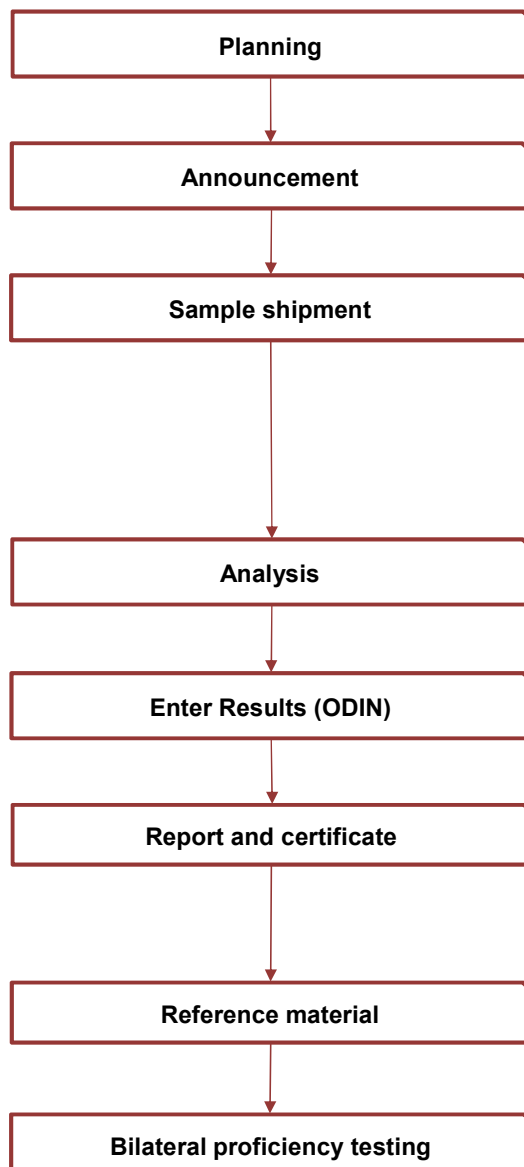 Planning
Announcement
Sample shipment
Analysis
Enter Results (ODIN)
Report and certificate
Reference material
Bilateral proficiency testing